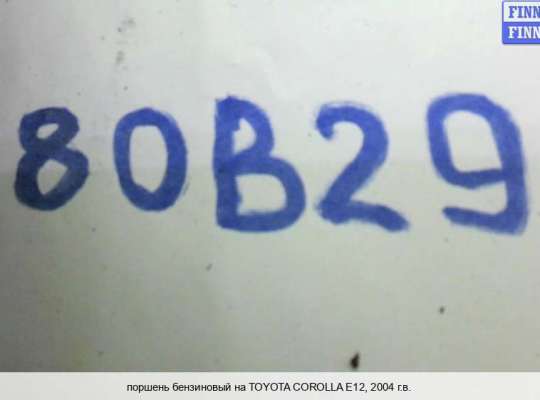 FINN
FINN
80B29
поршень бензиновый на TOYOTA COROLLA E12, 2004 г.в.